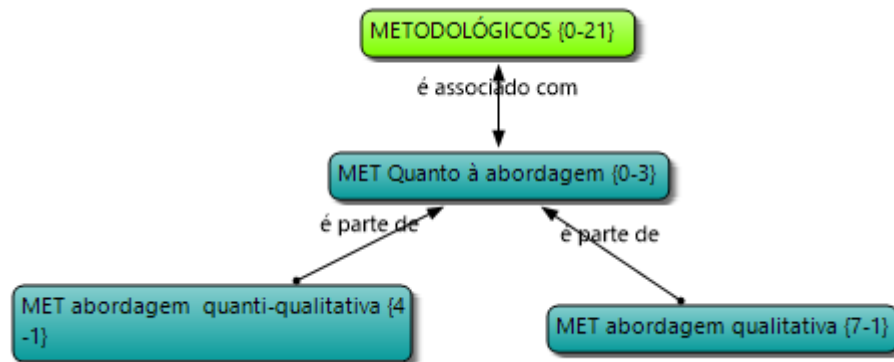 METODOLÓGICOS {0-21}
é associado com
MET Quanto à abordagem {0-3}
é parte de
é parte de
MET abordagem  quanti-qualitativa {4
-1}
MET abordagem qualitativa {7-1}